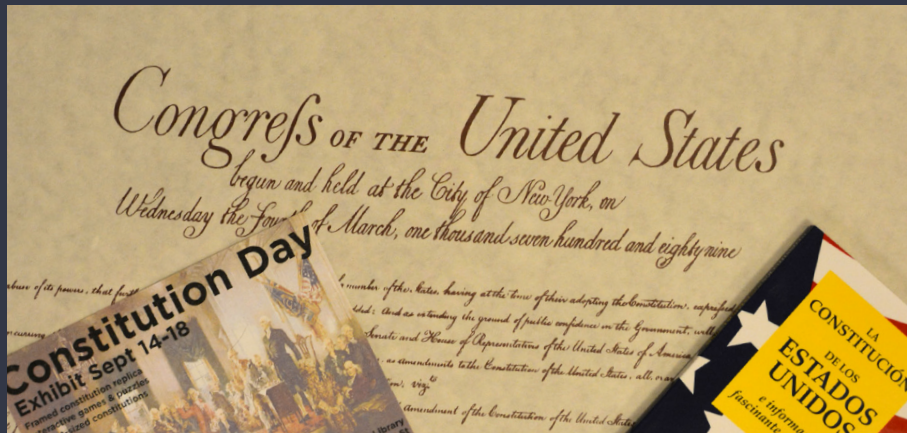 Congreſs OF THE United States
begun and held at the City of New York, on
Wednesday the Fourth of March, one thousand seven hundred and eighty nine
of its powers, that
number of the States, having at the time of their adopting the Constitution, expreſsed
And as extending the ground of public confidence in the Government, will
Senate and House of Representatives of the United States of America
as amendments to the Constitution of the United States, all, or
viz.
amendment of the Constitution of the United States
Constitution Day
Exhibit Sept 14-18
Framed constitution replica
games & puzzles
constitutions
library
LA
CONSTITUCIÓN
DE LOS
ESTADOS
UNIDOS
e
fascinante